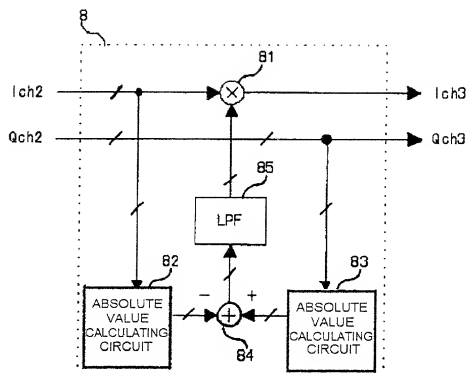 8
81
Ich2
Ich3
Qch2
Qch3
85
LPF
82
ABSOLUTE
VALUE
CALCULATING
CIRCUIT
−
+
84
83
ABSOLUTE
VALUE
CALCULATING
CIRCUIT